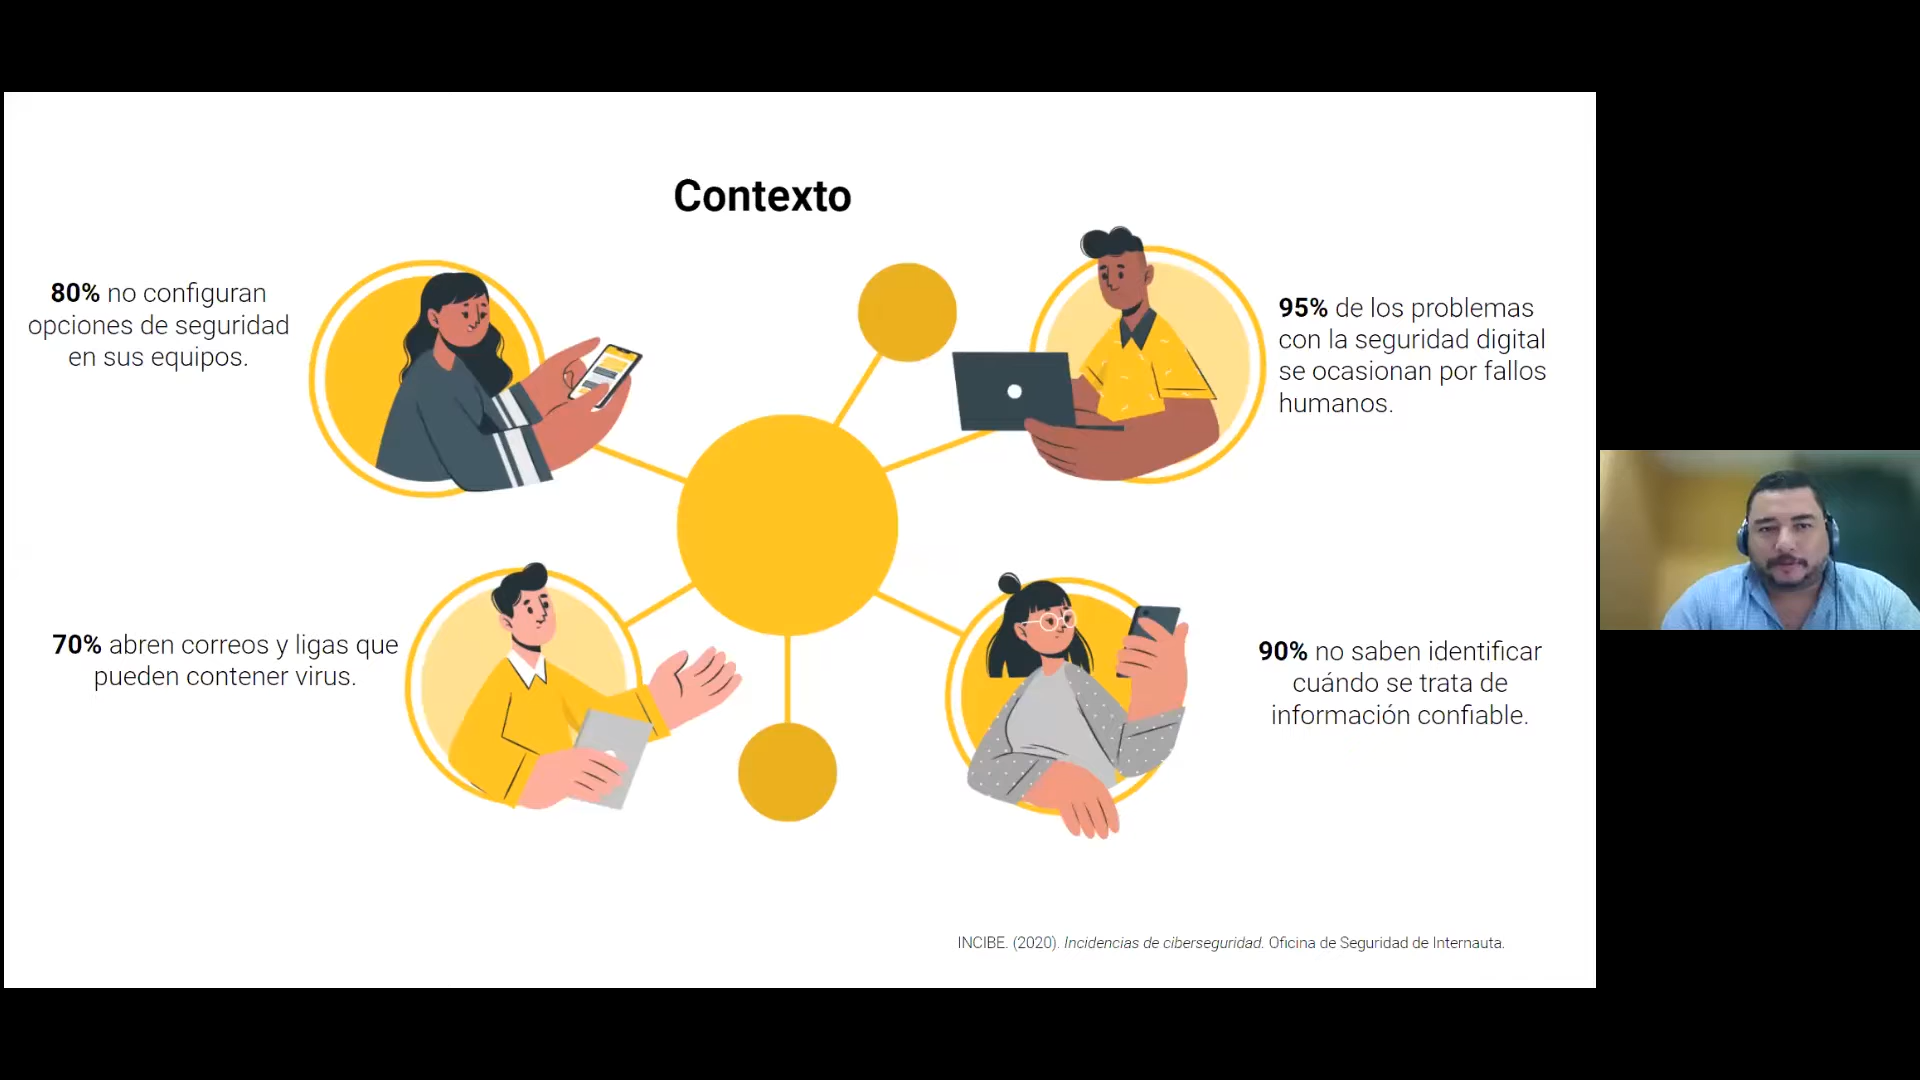 Contexto
80% no configuran
opciones de seguridad
en sus equipos.
95% de los problemas
con la seguridad digital
se ocasionan por fallos
humanos.
70% abren correos y ligas que
pueden contener virus.
90% no saben identificar
cuándo se trata de
información confiable.
INCIBE. (2020). Incidencias de ciberseguridad. Oficina de Seguridad de Internauta.